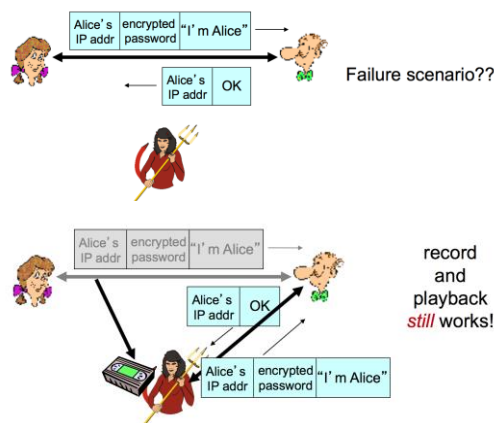 Alice's IP addr
encrypted password
"I'm Alice"
Alice's IP addr
OK
Failure scenario??
Alice's IP addr
encrypted password
"I'm Alice"
record
and
playback
still works!
Alice's IP addr
OK
Alice's IP addr
encrypted password
"I'm Alice"